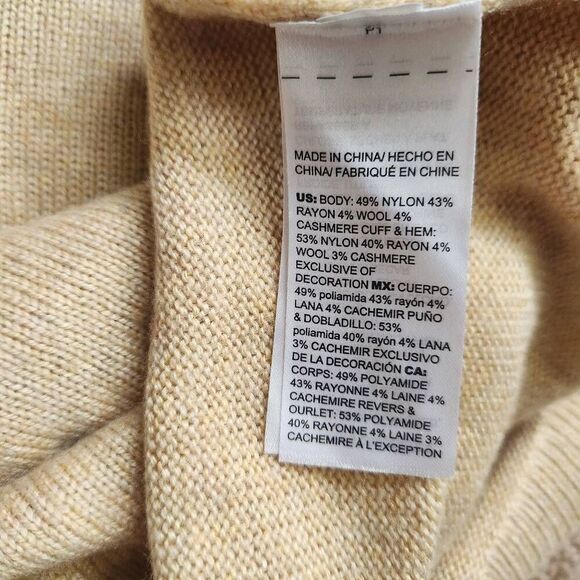 P1
MADE IN CHINA/ HECHO EN
CHINA/ FABRIQUÉ EN CHINE
US: BODY: 49% NYLON 43%
RAYON 4% WOOL 4%
CASHMERE CUFF & HEM:
53% NYLON 40% RAYON 4%
WOOL 3% CASHMERE
EXCLUSIVE OF
DECORATION MX: CUERPO:
49% poliamida 43% rayón 4%
LANA 4% CACHEMIR PUÑO
& DOBLADILLO: 53%
poliamida 40% rayón 4% LANA
3% CACHEMIR EXCLUSIVO
DE LA DECORACIÓN CA:
CORPS: 49% POLYAMIDE
43% RAYONNE 4% LAINE 4%
CACHEMIRE REVERS &
OURLET: 53% POLYAMIDE
40% RAYONNE 4% LAINE 3%
CACHEMIRE À L'EXCEPTION